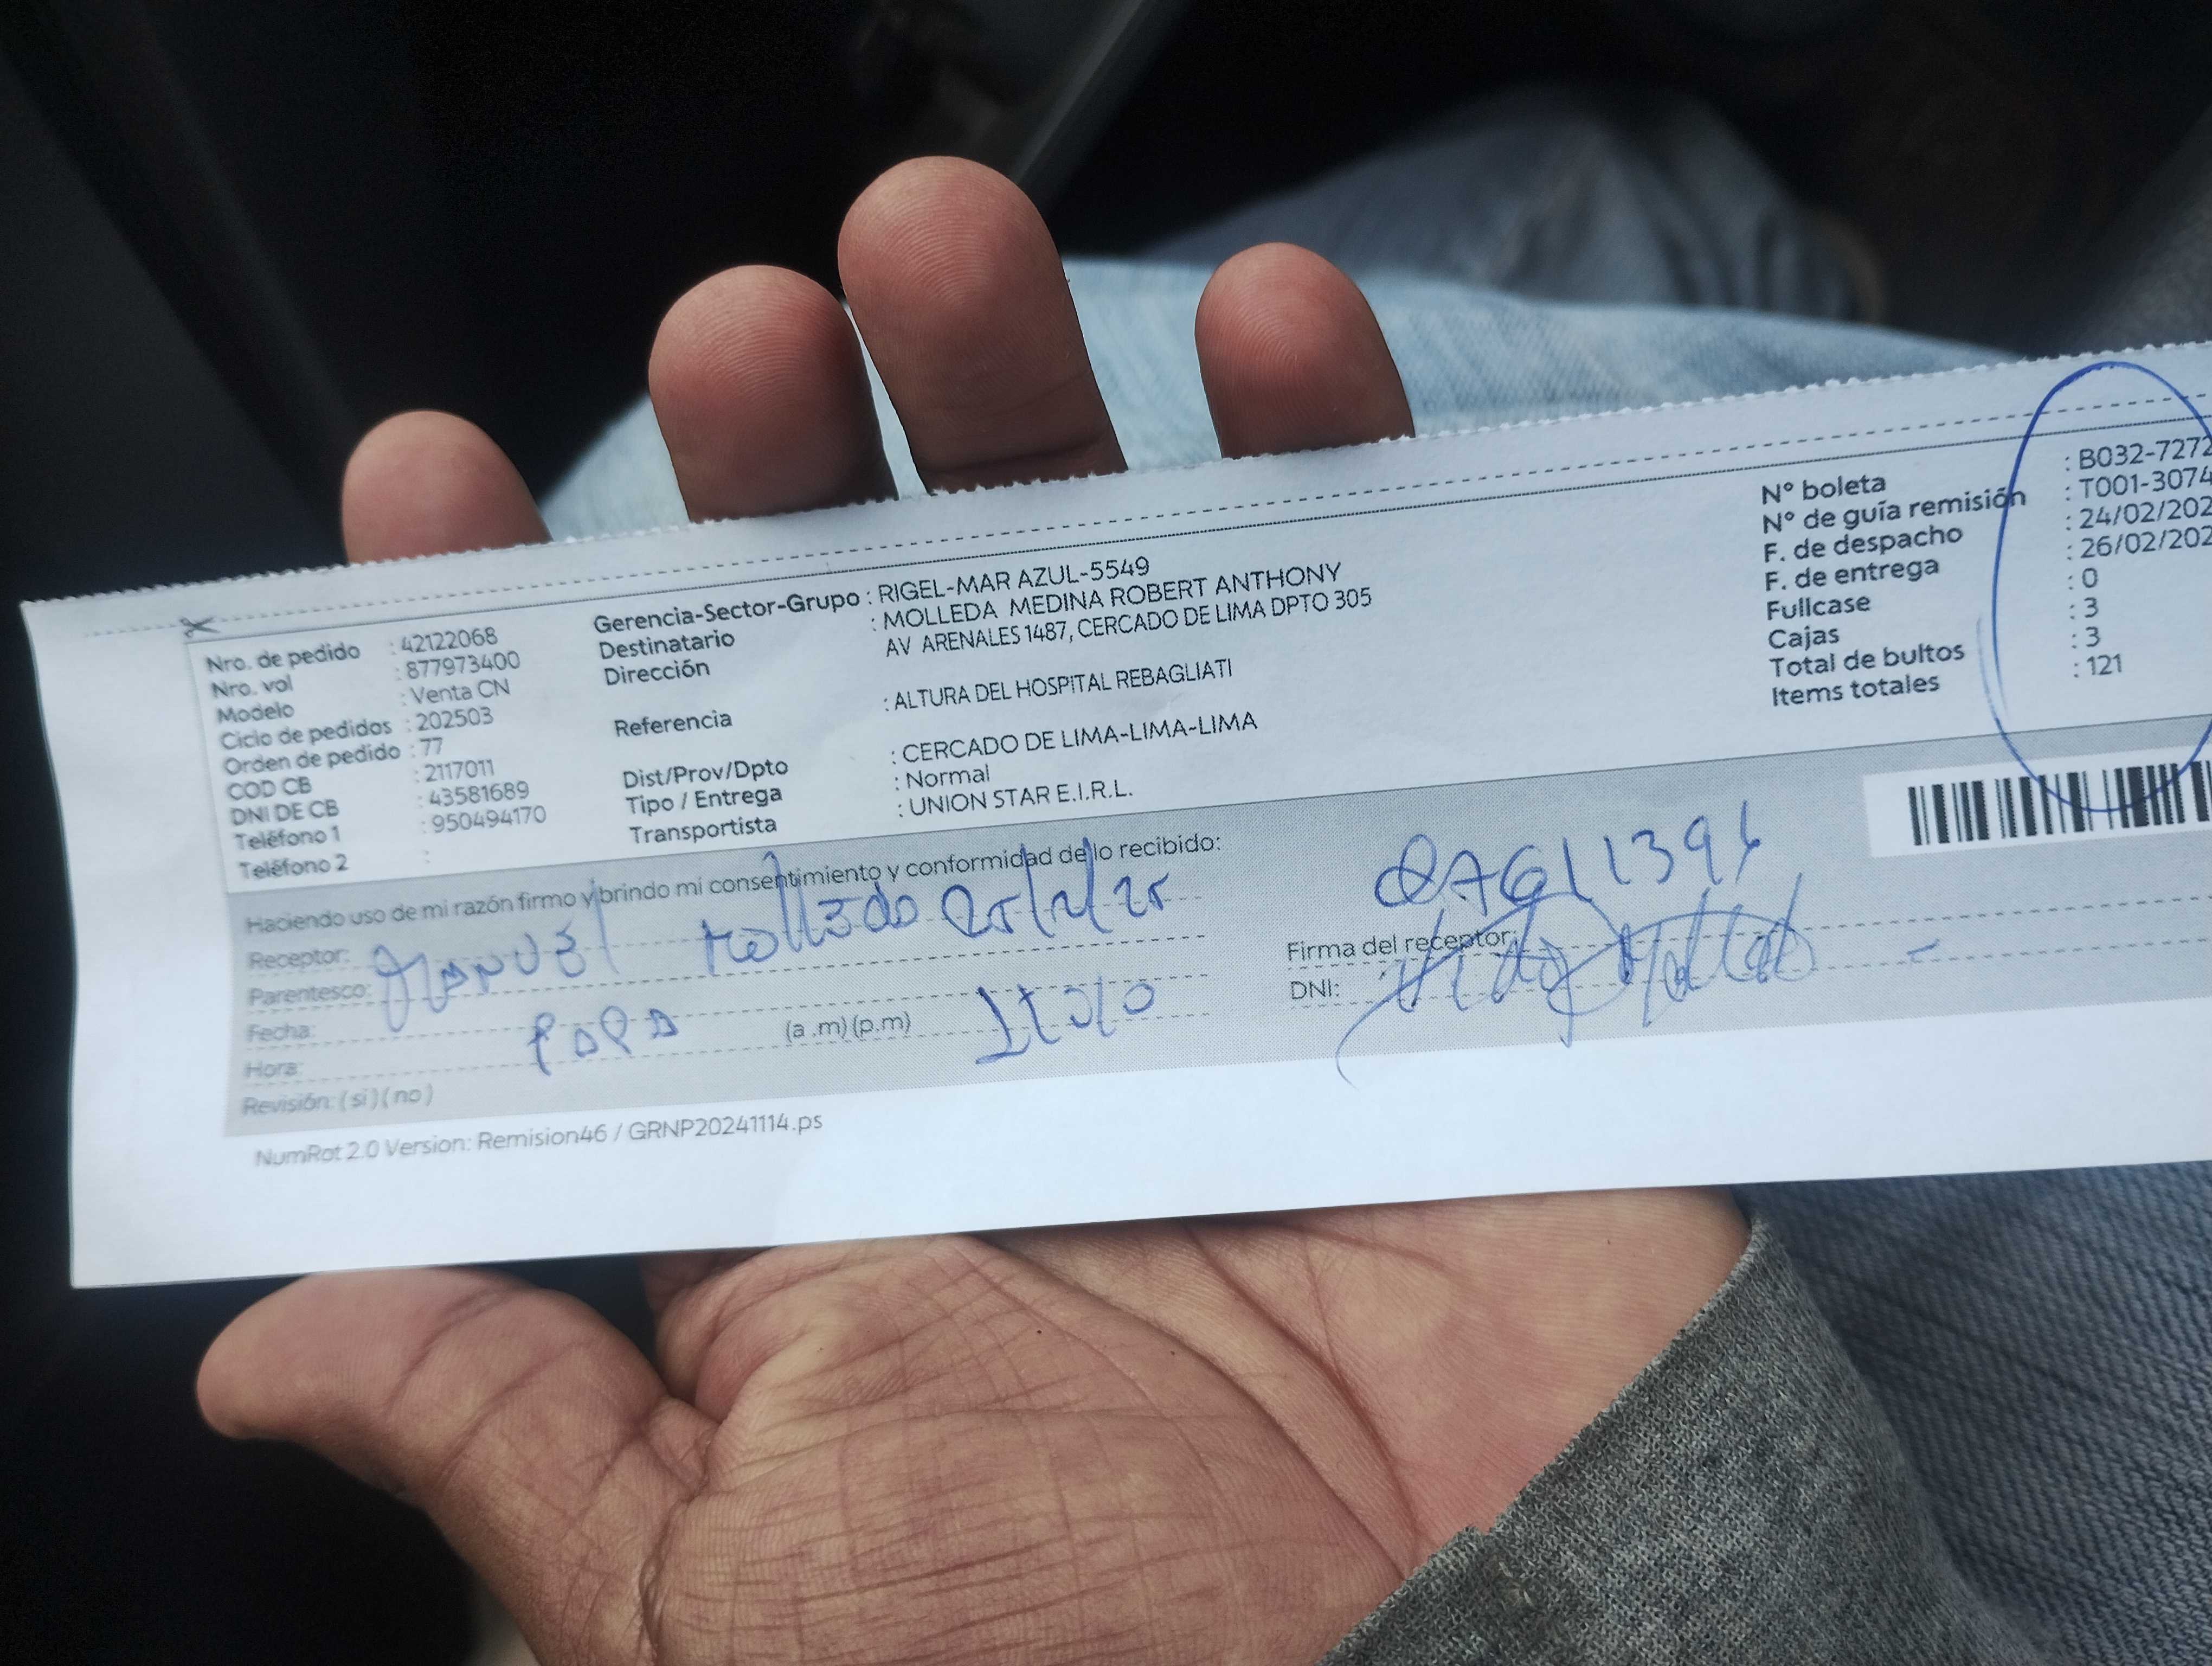 Nro. de pedido : 42122068
Nro. vol : 877973400
Modelo : Venta CN
Ciclo de pedidos : 202503
Orden de pedido : 77
COD CB : 2117011
DNI DE CB : 43581689
Teléfono 1 : 950494170
Teléfono 2 :
Gerencia-Sector-Grupo : RIGEL-MAR AZUL-5549
Destinatario : MOLLEDA MEDINA ROBERT ANTHONY
Dirección AV ARENALES 1487, CERCADO DE LIMA DPTO 305
Referencia : ALTURA DEL HOSPITAL REBAGLIATI
Dist/Prov/Dpto : CERCADO DE LIMA-LIMA-LIMA
Tipo / Entrega : Normal
Transportista : UNION STAR E.I.R.L.
N° boleta : B032-7272
N° de guía remisión : T001-3074
F. de despacho : 24/02/202
F. de entrega : 26/02/202
Fullcase : 0
Cajas : 3
Total de bultos : 3
Items totales : 121
Haciendo uso de mi razón firmo y brindo mi consentimiento y conformidad de lo recibido:
Receptor: Manuel 25/2/25
Parentesco:
Fecha: PAPA
Hora: (a .m) (p.m)
Revisión: ( si ) ( no )
Firma del receptor:
DNI:
NumRot 2.0 Version: Remision46 / GRNP20241114.ps